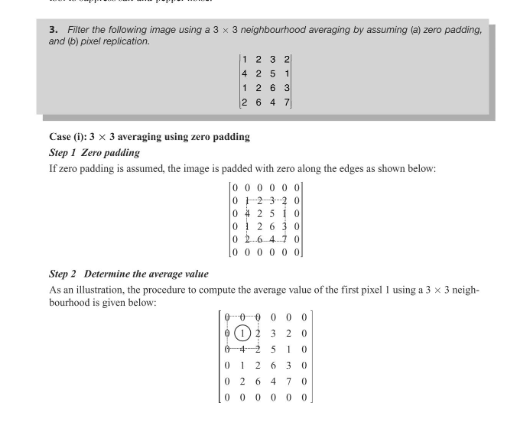 3. Filter the following image using a 3 × 3 neighbourhood averaging by assuming (a) zero padding,
and (b) pixel replication.
1 2 3 2
4 2 5 1
1 2 6 3
2 6 4 7
Case (i): 3 × 3 averaging using zero padding
Step 1 Zero padding
If zero padding is assumed, the image is padded with zero along the edges as shown below:
0 0 0 0 0 0
0 1 2 3 2 0
0 4 2 5 1 0
0 1 2 6 3 0
0 2 6 4 7 0
0 0 0 0 0 0
Step 2 Determine the average value
As an illustration, the procedure to compute the average value of the first pixel 1 using a 3 × 3 neigh-
bourhood is given below:
0 0 0 0 0 0
0 1 2 3 2 0
0 4 2 5 1 0
0 1 2 6 3 0
0 2 6 4 7 0
0 0 0 0 0 0